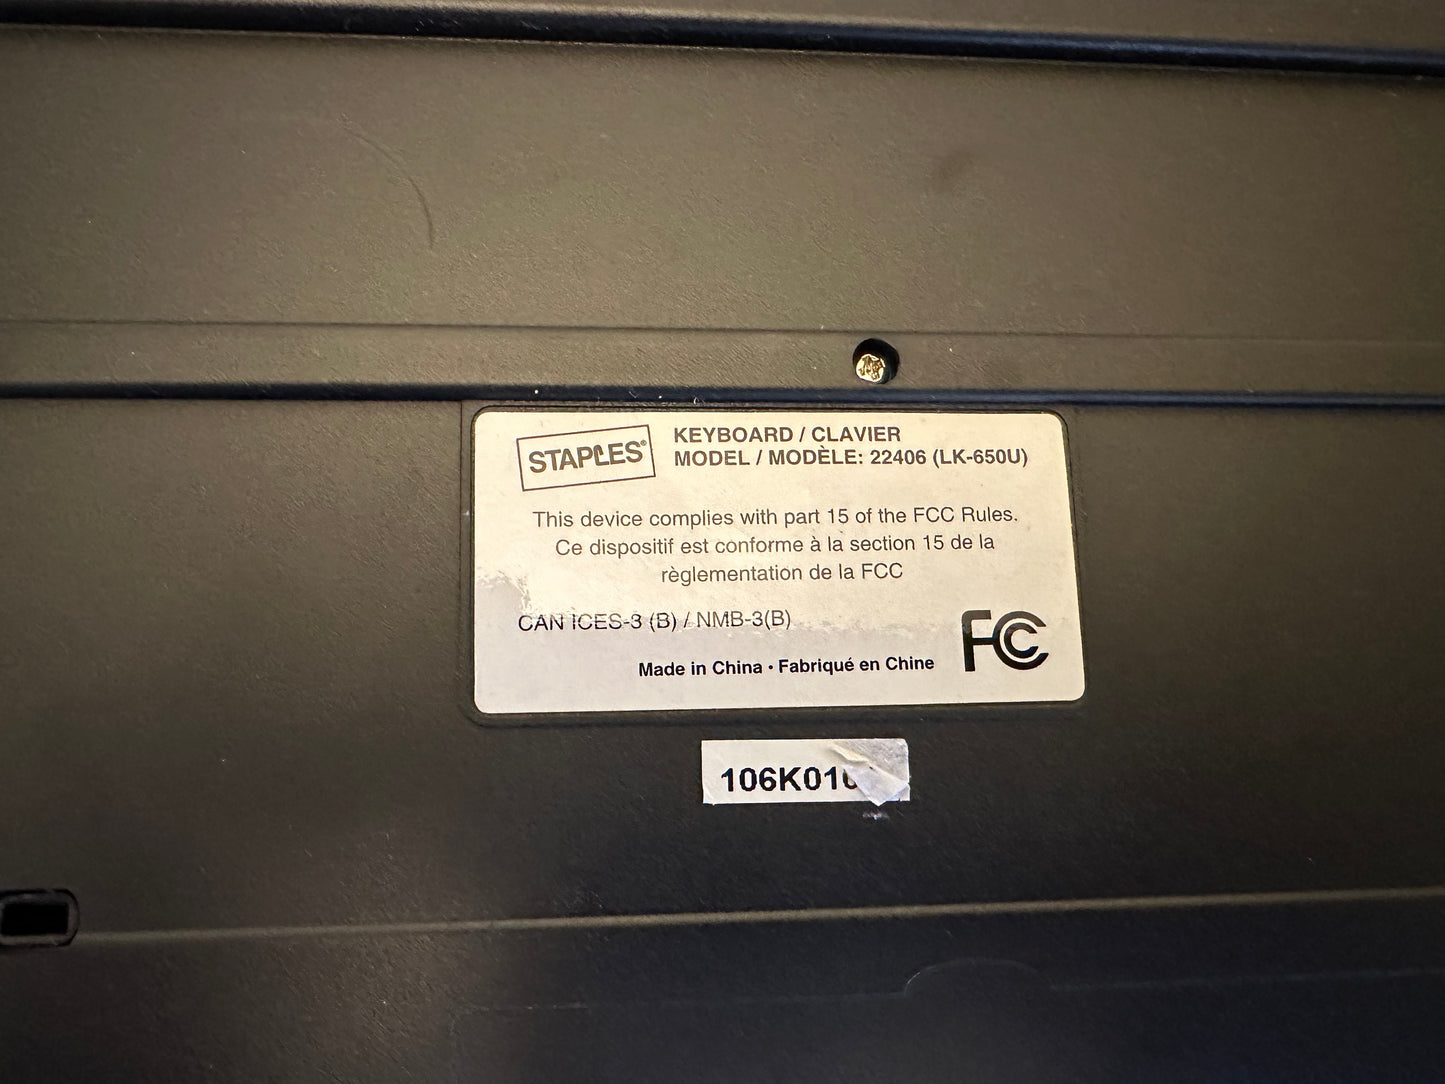 STAPLES®
KEYBOARD / CLAVIER
MODEL / MODÈLE: 22406 (LK-650U)
This device complies with part 15 of the FCC Rules.
Ce dispositif est conforme à la section 15 de la
règlementation de la FCC
CAN ICES-3 (B) / NMB-3(B)
FC
Made in China • Fabriqué en Chine